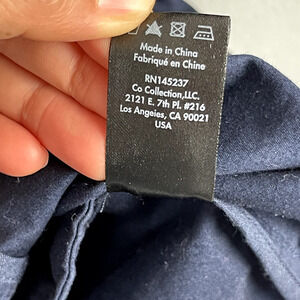 Made in China
Fabriqué en Chine
RN145237
Co Collection,LLC.
2121 E. 7th Pl. #216
Los Angeles, CA 90021
USA